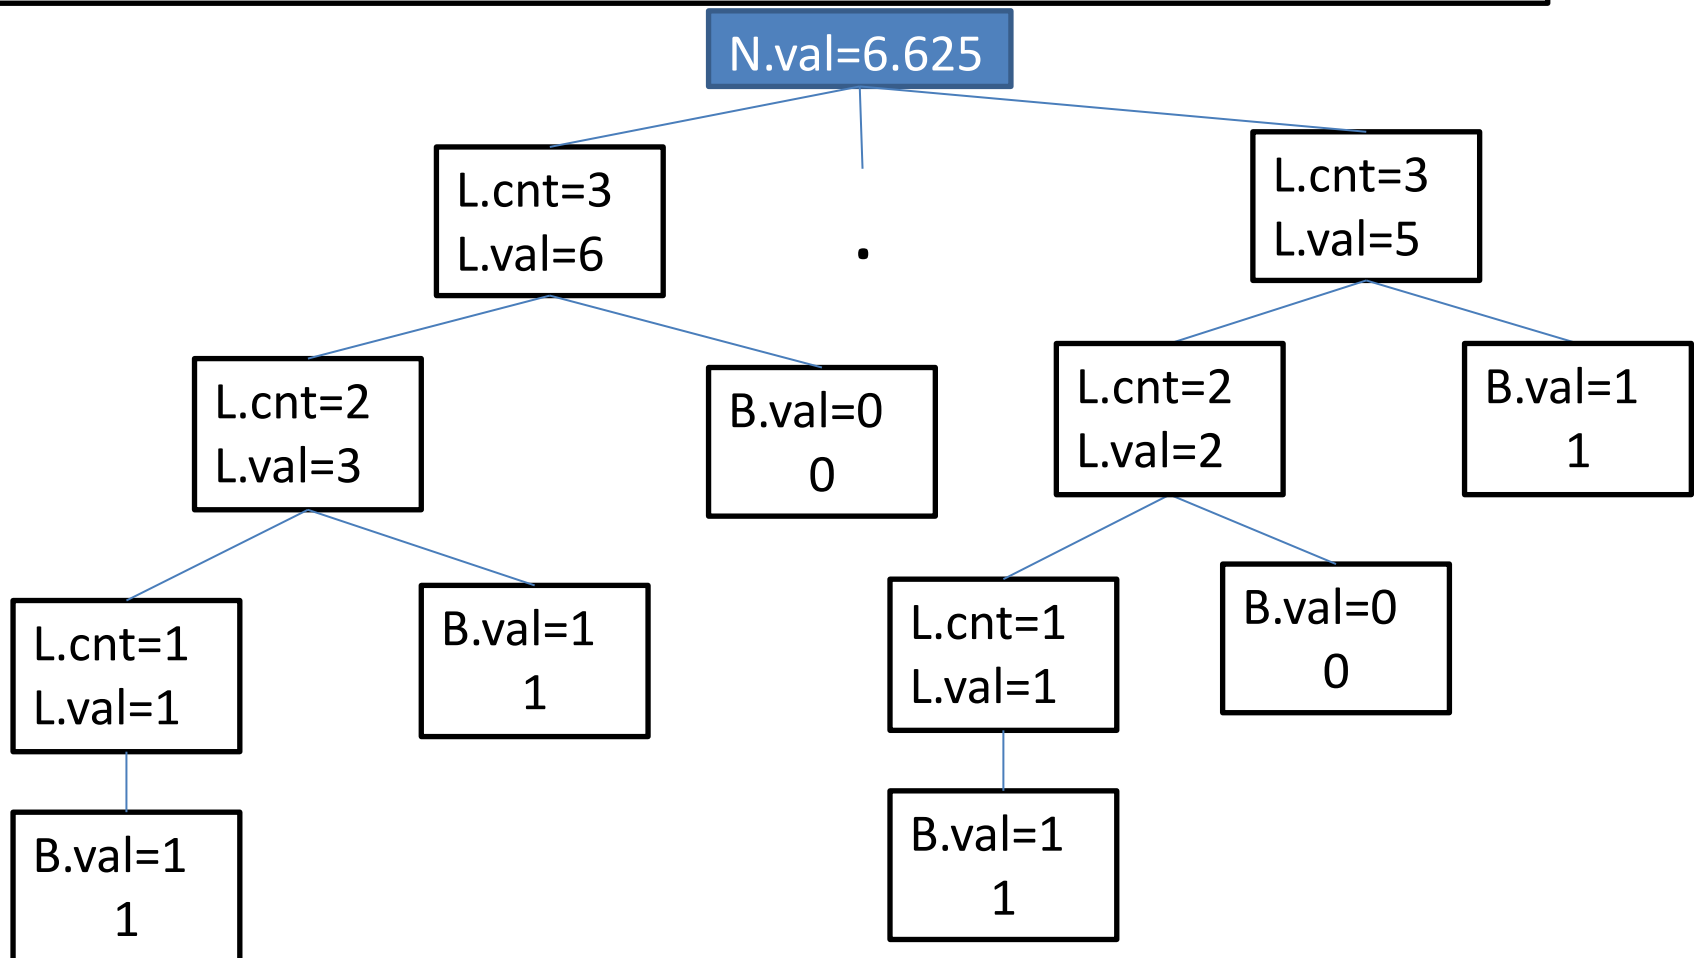 N.val=6.625
L.cnt=3
L.val=6
.
L.cnt=3
L.val=5
L.cnt=2
L.val=3
B.val=0
0
L.cnt=2
L.val=2
B.val=1
1
L.cnt=1
L.val=1
B.val=1
1
L.cnt=1
L.val=1
B.val=0
0
B.val=1
1
B.val=1
1